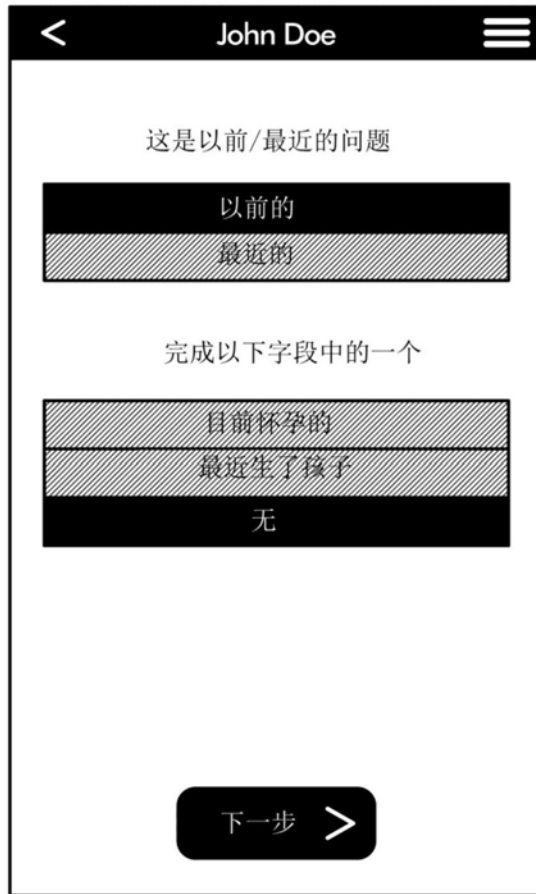 John Doe
这是以前/最近的问题
以前的
最近的
完成以下字段中的一个
目前怀孕的
最近生了孩子
无
下一步